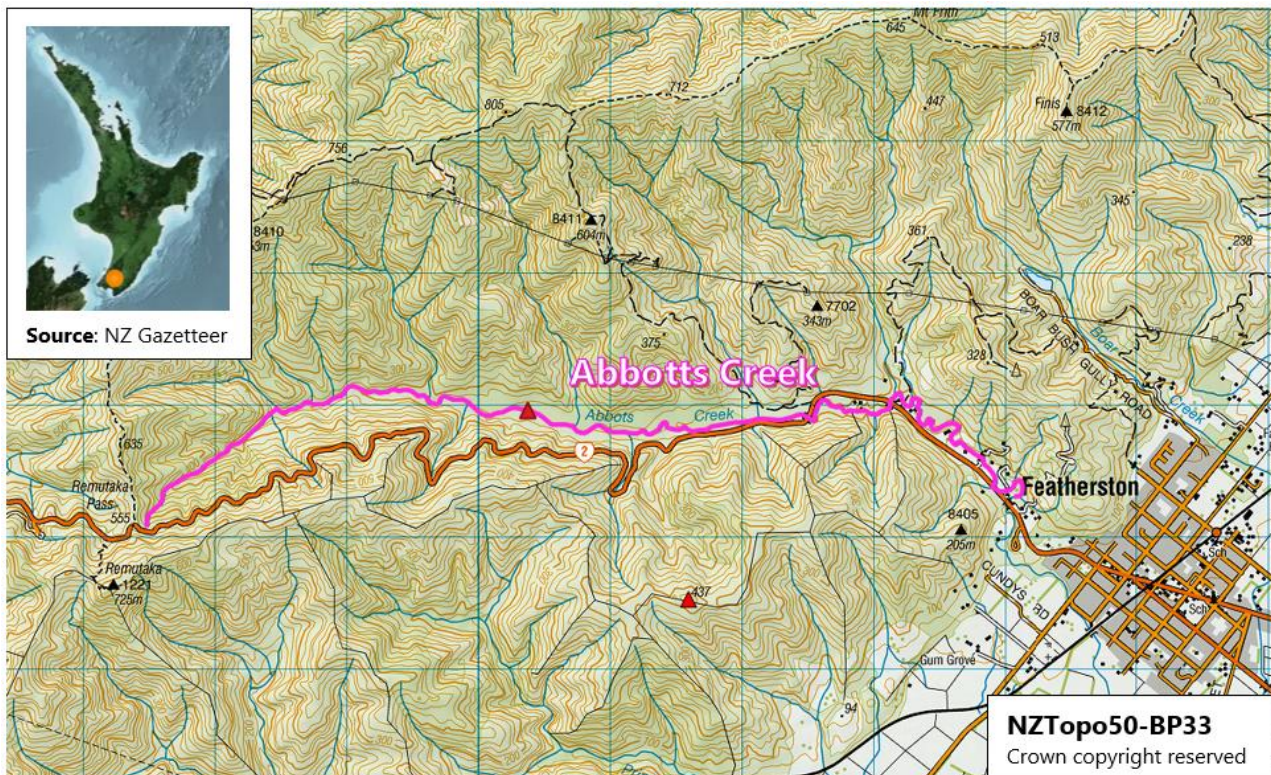 Source: NZ Gazetteer
Mt Frith
645
513
Finis
8412
577m
712
447
805
756
345
8411
604m
8410
361
238
7702
343m
BOAR BUSH GULLY ROAD
Boar
Creek
375
328
Abbotts Creek
Abbots Creek
635
2
Remutaka
Pass
555
Featherston
8405
205m
Sch
Remutaka
1221
725m
437
CUNDYS RD
Sch
Gum Grove
94
NZTopo50-BP33
Crown copyright reserved